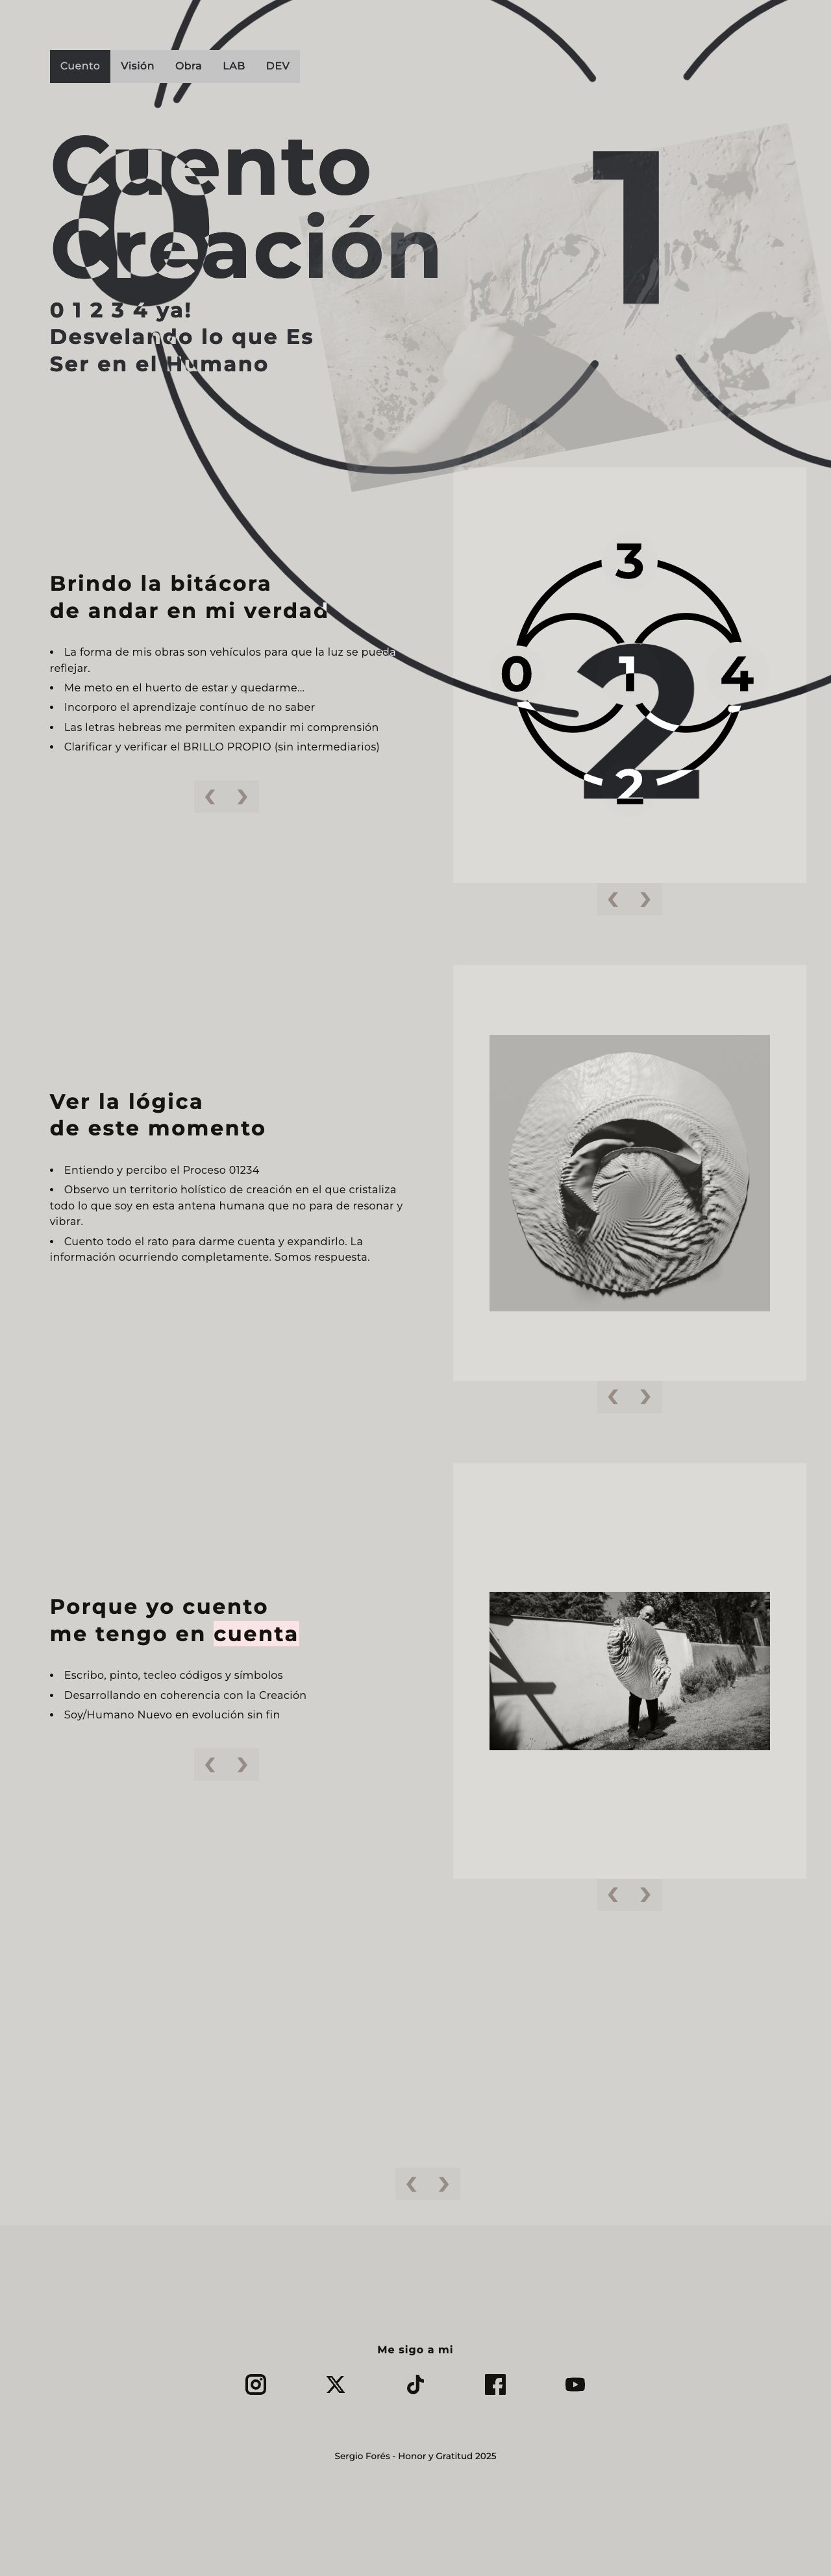 Cuento Visión Obra LAB DEV
Cuento
Creación
0
1
0 1 2 3 4 ya!
Desvelando lo que Es
Ser en el Humano
Brindo la bitácora
de andar en mi verdad
• La forma de mis obras son vehículos para que la luz se pueda
reflejar.
• Me meto en el huerto de estar y quedarme...
• Incorporo el aprendizaje contínuo de no saber
• Las letras hebreas me permiten expandir mi comprensión
• Clarificar y verificar el BRILLO PROPIO (sin intermediarios)
3
0 1 4
2
2
Ver la lógica
de este momento
• Entiendo y percibo el Proceso 01234
• Observo un territorio holístico de creación en el que cristaliza
todo lo que soy en esta antena humana que no para de resonar y
vibrar.
• Cuento todo el rato para darme cuenta y expandirlo. La
información ocurriendo completamente. Somos respuesta.
Porque yo cuento
me tengo en cuenta
• Escribo, pinto, tecleo códigos y símbolos
• Desarrollando en coherencia con la Creación
• Soy/Humano Nuevo en evolución sin fin
Me sigo a mi
Sergio Forés - Honor y Gratitud 2025